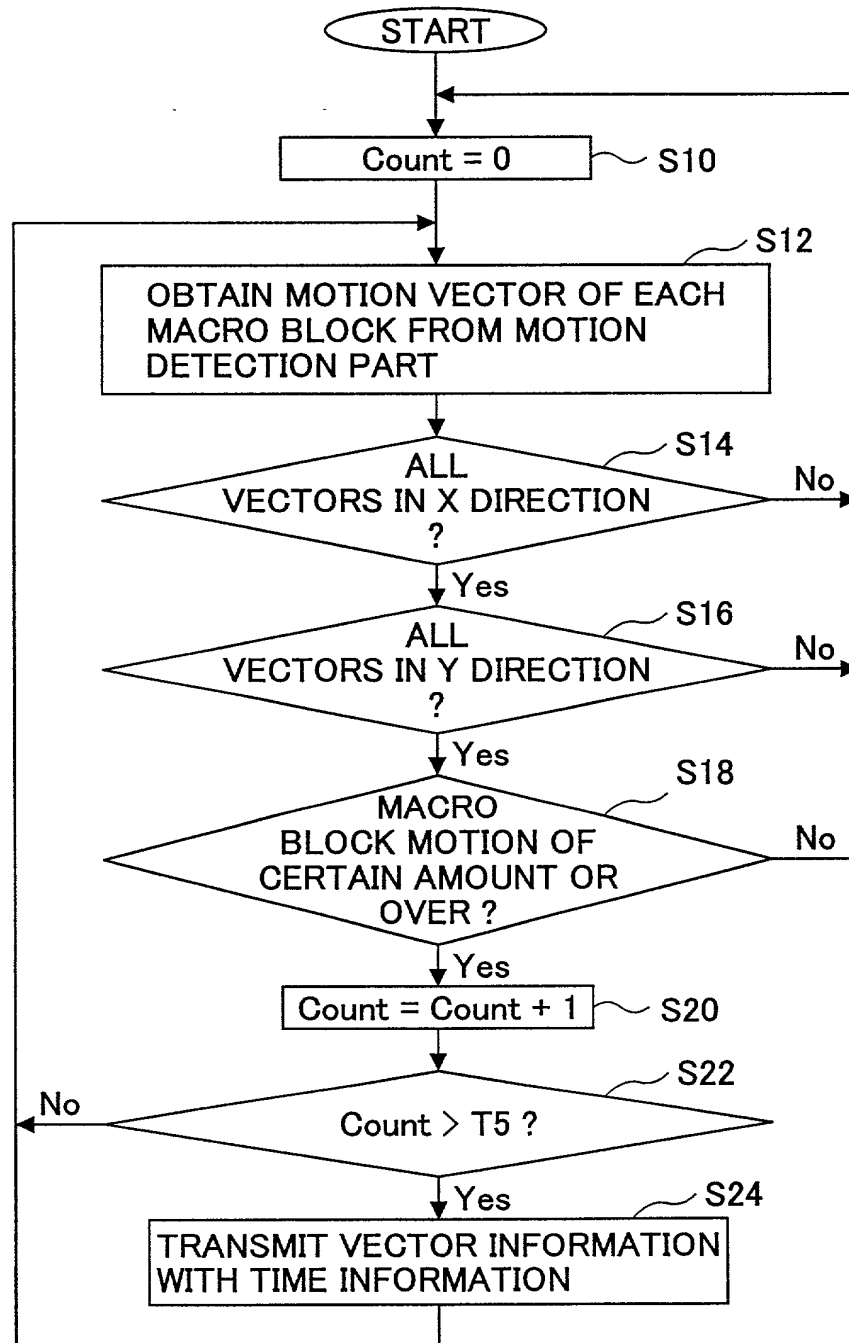 START
Count = 0
S10
S12
OBTAIN MOTION VECTOR OF EACH
MACRO BLOCK FROM MOTION
DETECTION PART
S14
ALL
VECTORS IN X DIRECTION
?
No
Yes
S16
ALL
VECTORS IN Y DIRECTION
?
No
Yes
S18
MACRO
BLOCK MOTION OF
CERTAIN AMOUNT OR
OVER ?
No
Yes
Count = Count + 1
S20
S22
No
Count > T5 ?
Yes
S24
TRANSMIT VECTOR INFORMATION
WITH TIME INFORMATION